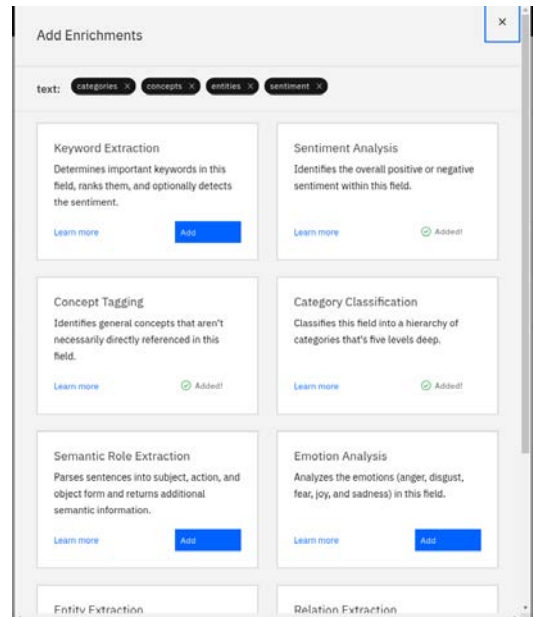 Add Enrichments
×
text: categories × concepts × entities × sentiment ×
Keyword Extraction
Determines important keywords in this
field, ranks them, and optionally detects
the sentiment.
Learn more
Add
Sentiment Analysis
Identifies the overall positive or negative
sentiment within this field.
Learn more
Added!
Concept Tagging
Identifies general concepts that aren't
necessarily directly referenced in this
field.
Learn more
Added!
Category Classification
Classifies this field into a hierarchy of
categories that's five levels deep.
Learn more
Added!
Semantic Role Extraction
Parses sentences into subject, action, and
object form and returns additional
semantic information.
Learn more
Add
Emotion Analysis
Analyzes the emotions (anger, disgust,
fear, joy, and sadness) in this field.
Learn more
Add
Entity Extraction
Relation Extraction